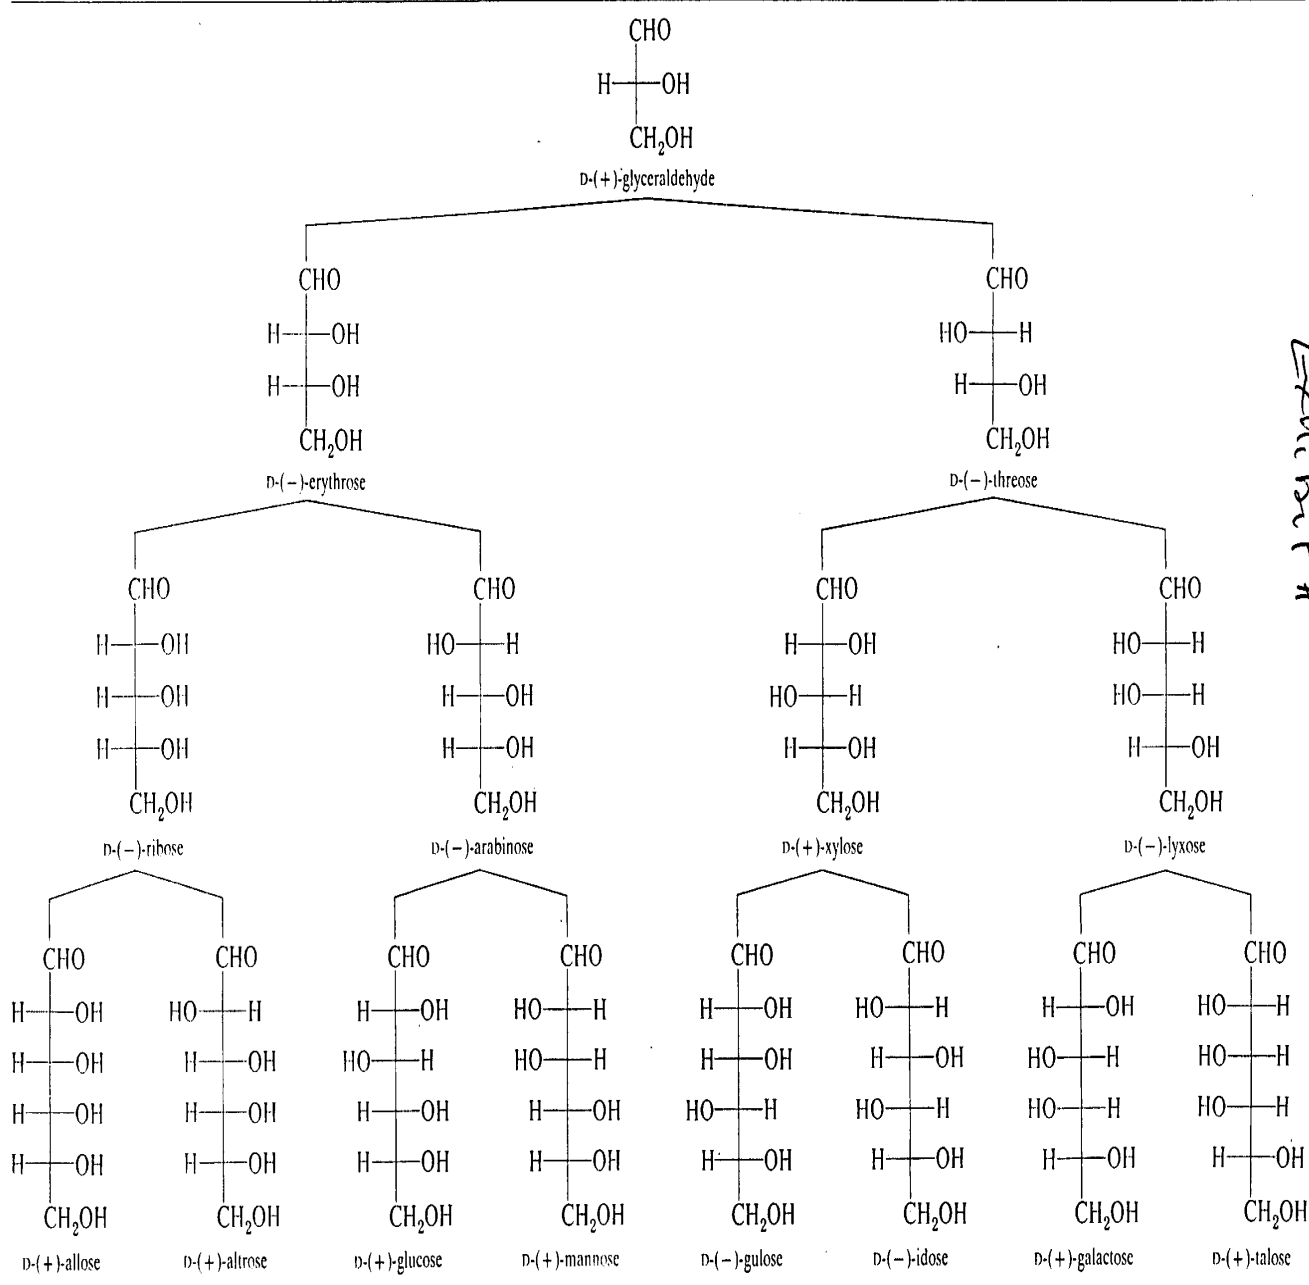 CHO
H OH
CH₂OH
D-(+)-glyceraldehyde
CHO CHO
H OH HO H
H OH H OH
CH₂OH CH₂OH
D-(−)-erythrose D-(−)-threose
CHO CHO CHO CHO
H OH HO H H OH HO H
H OH H OH HO H HO H
H OH H OH H OH H OH
CH₂OH CH₂OH CH₂OH CH₂OH
D-(−)-ribose D-(−)-arabinose D-(+)-xylose D-(−)-lyxose
CHO CHO CHO CHO CHO CHO CHO CHO
H OH HO H H OH HO H H OH HO H H OH HO H
H OH H OH HO H HO H H OH H OH HO H HO H
H OH H OH H OH H OH HO H HO H HO H HO H
H OH H OH H OH H OH H OH H OH H OH H OH
CH₂OH CH₂OH CH₂OH CH₂OH CH₂OH CH₂OH CH₂OH CH₂OH
D-(+)-allose D-(+)-altrose D-(+)-glucose D-(+)-mannose D-(−)-gulose D-(−)-idose D-(+)-galactose D-(+)-talose
Exhibit A